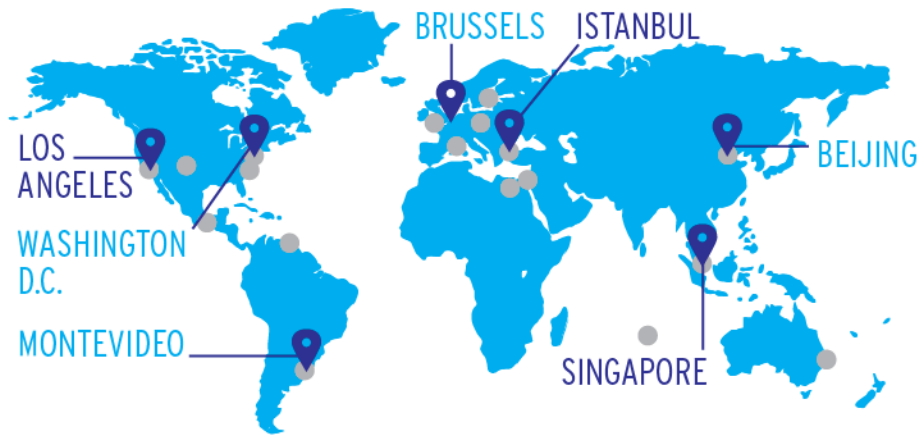 BRUSSELS
ISTANBUL
LOS
ANGELES
BEIJING
WASHINGTON
D.C.
MONTEVIDEO
SINGAPORE